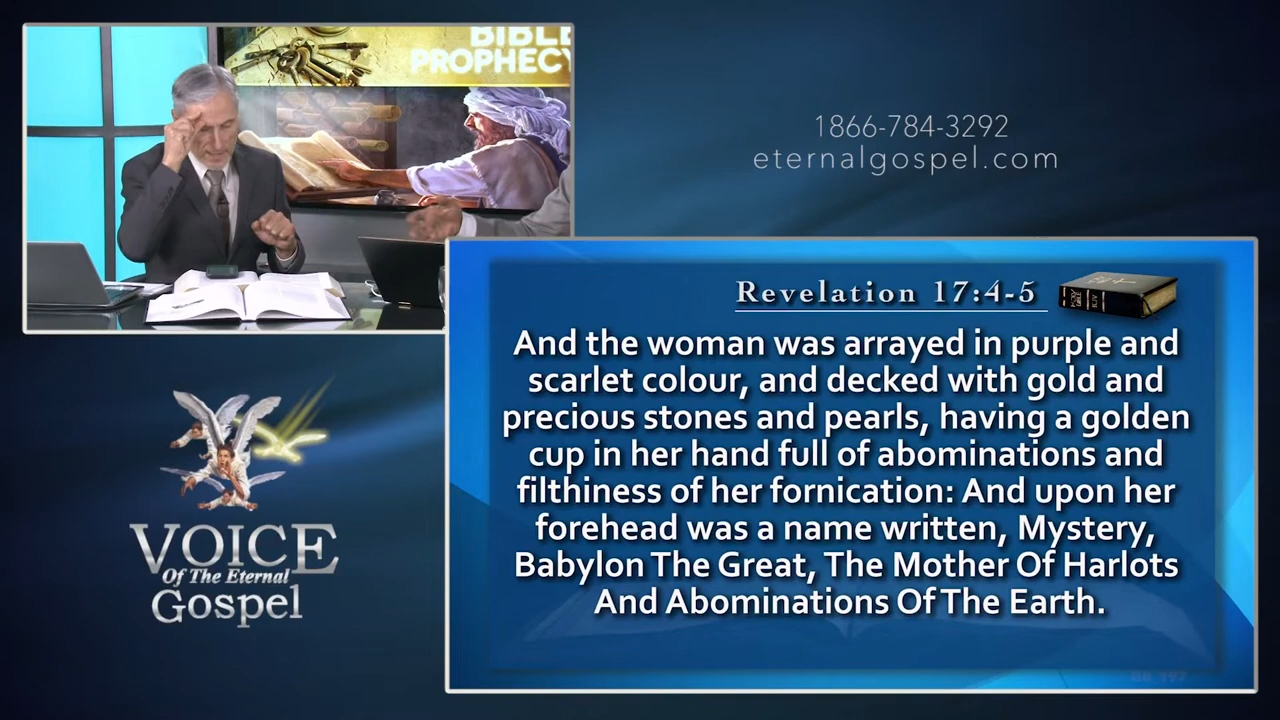 BIBLE
PROPHECY
1866-784-3292
eternalgospel.com
Revelation 17:4-5
And the woman was arrayed in purple and
scarlet colour, and decked with gold and
precious stones and pearls, having a golden
cup in her hand full of abominations and
filthiness of her fornication: And upon her
forehead was a name written, Mystery,
Babylon The Great, The Mother Of Harlots
And Abominations Of The Earth.
VOICE
Of The Eternal
Gospel